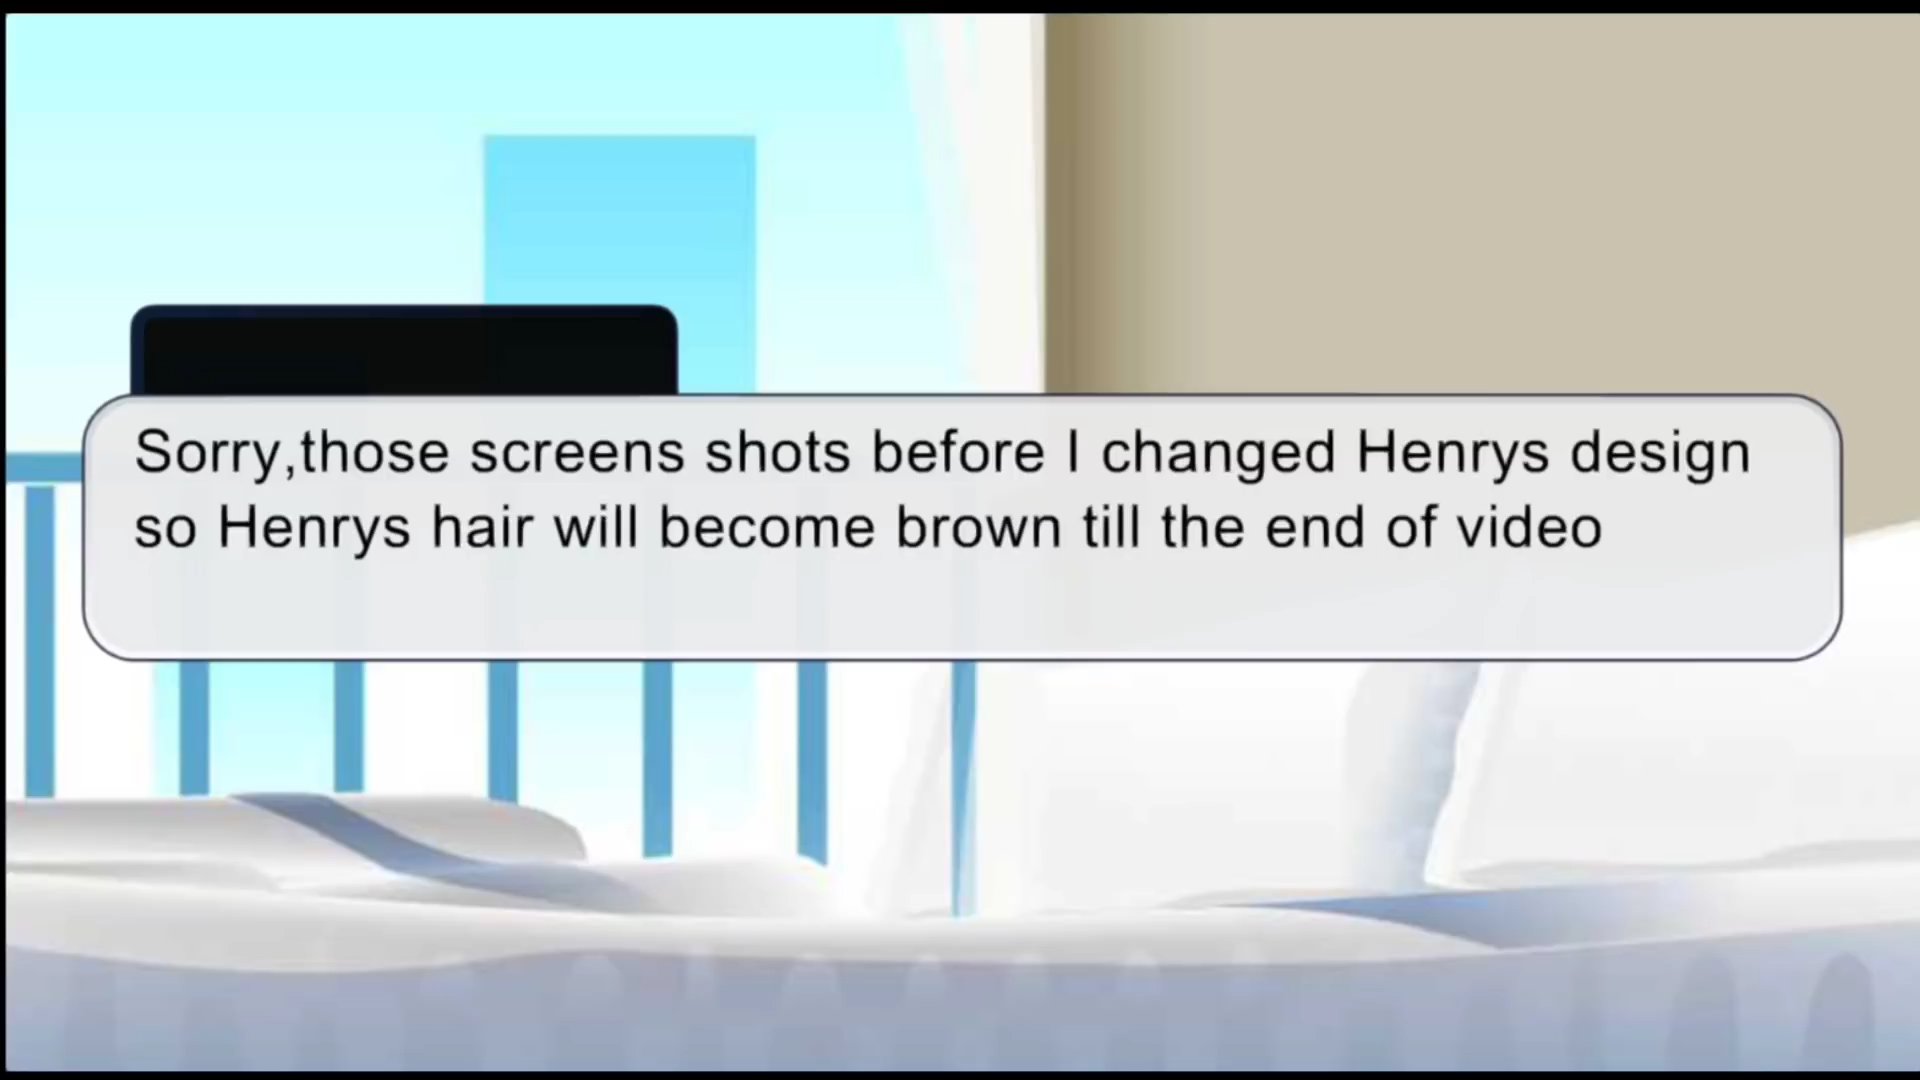 Sorry,those screens shots before I changed Henrys design
so Henrys hair will become brown till the end of video